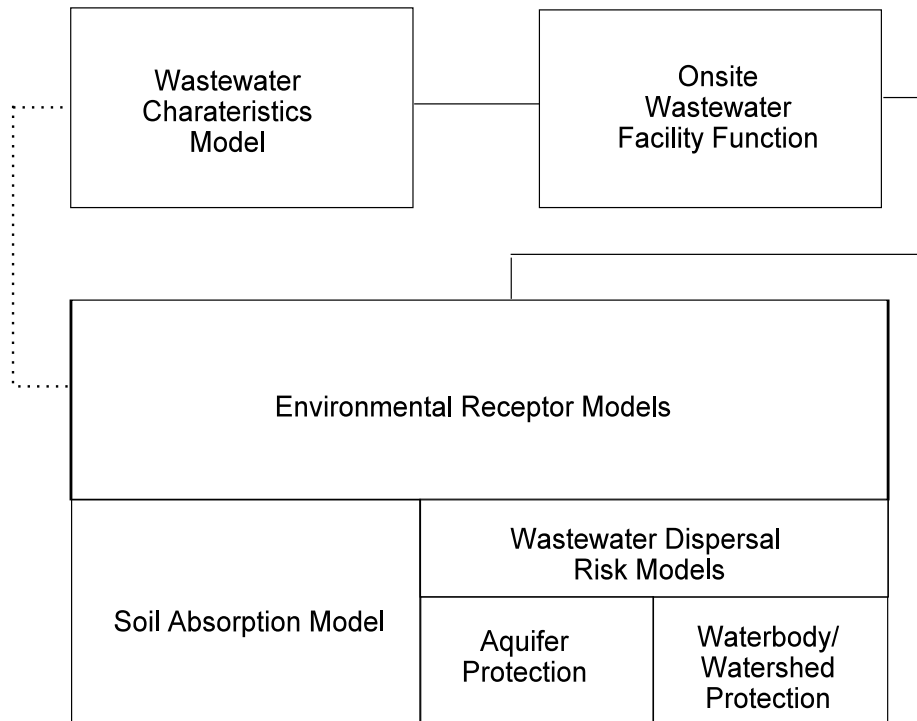 Wastewater
Charateristics
Model
Onsite
Wastewater
Facility Function
Environmental Receptor Models
Soil Absorption Model
Wastewater Dispersal
Risk Models
Aquifer
Protection
Waterbody/
Watershed
Protection